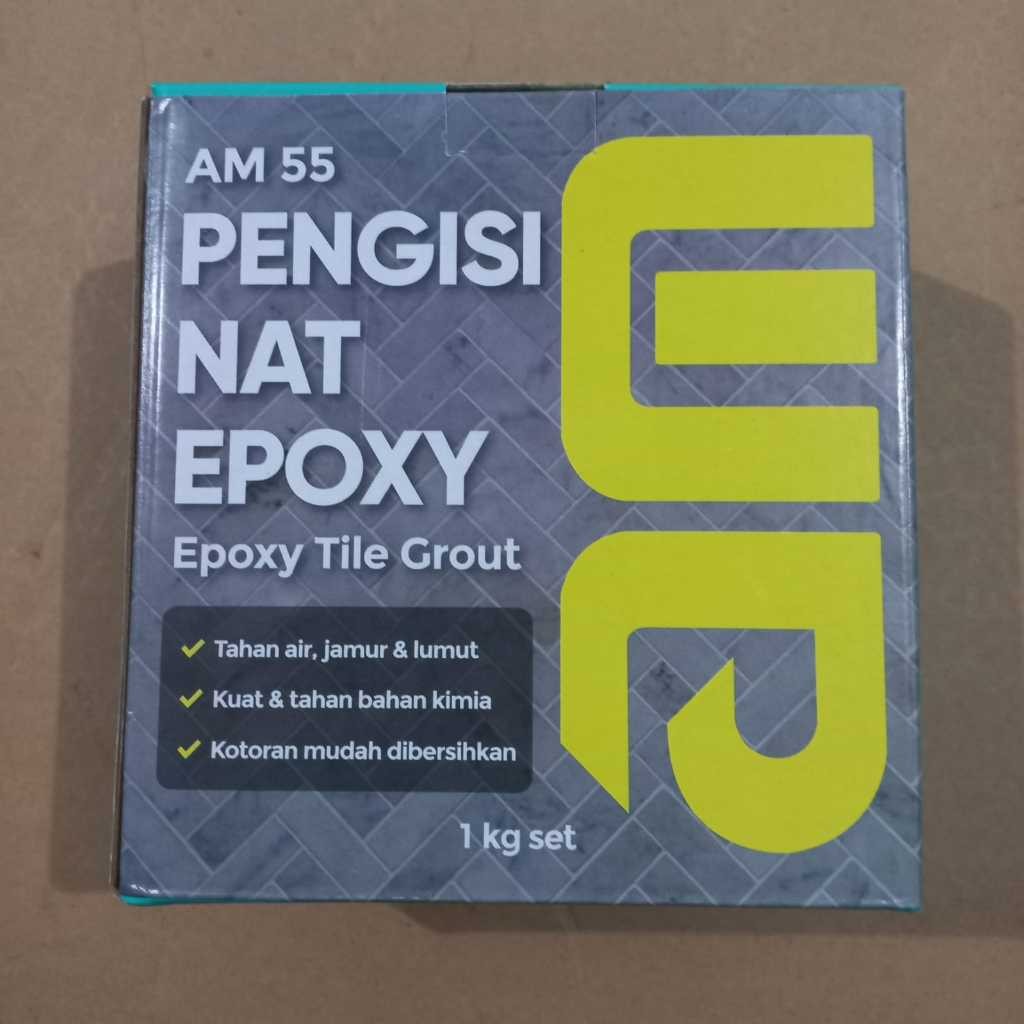 AM 55
PENGISI
NAT
EPOXY
Epoxy Tile Grout
Tahan air, jamur & lumut
Kuat & tahan bahan kimia
Kotoran mudah dibersihkan
1 kg set